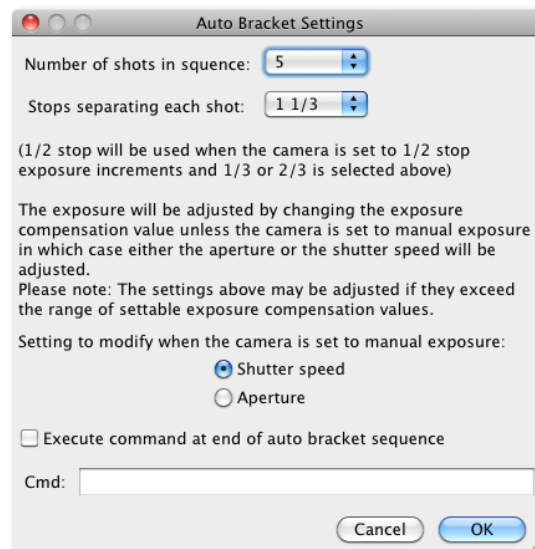 Auto Bracket Settings
Number of shots in squence: 5
Stops separating each shot: 1 1/3
(1/2 stop will be used when the camera is set to 1/2 stop
exposure increments and 1/3 or 2/3 is selected above)
The exposure will be adjusted by changing the exposure
compensation value unless the camera is set to manual exposure
in which case either the aperture or the shutter speed will be
adjusted.
Please note: The settings above may be adjusted if they exceed
the range of settable exposure compensation values.
Setting to modify when the camera is set to manual exposure:
Shutter speed
Aperture
Execute command at end of auto bracket sequence
Cmd:
Cancel OK